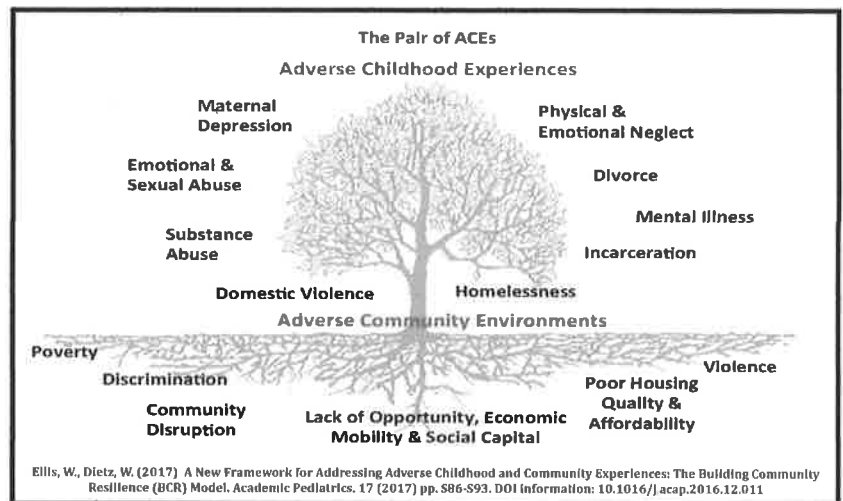 The Pair of ACEs
Adverse Childhood Experiences
Maternal
Depression
Physical &
Emotional Neglect
Emotional &
Sexual Abuse
Divorce
Mental Illness
Substance
Abuse
Incarceration
Domestic Violence
Homelessness
Adverse Community Environments
Poverty
Violence
Discrimination
Poor Housing
Quality &
Affordability
Community
Disruption
Lack of Opportunity, Economic
Mobility & Social Capital
Ellis, W., Dietz, W. (2017) A New Framework for Addressing Adverse Childhood and Community Experiences: The Building Community
Resilience (BCR) Model. Academic Pediatrics. 17 (2017) pp. S86-S93. DOI information: 10.1016/j.acap.2016.12.011